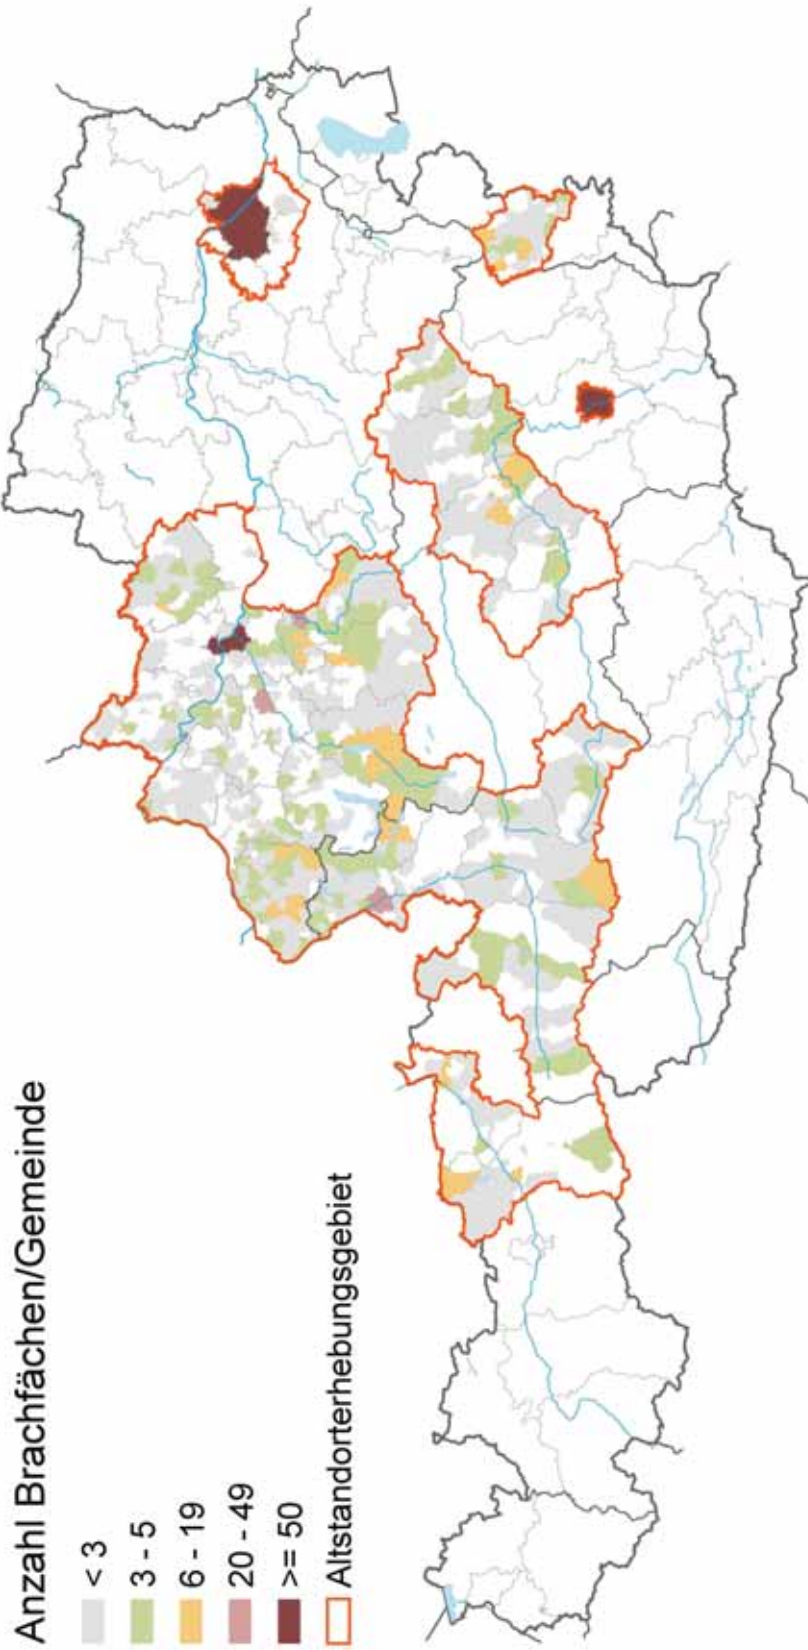 Anzahl Brachfächen/Gemeinde
< 3
3 - 5
6 - 19
20 - 49
>= 50
Altstandorterhebungsgebiet